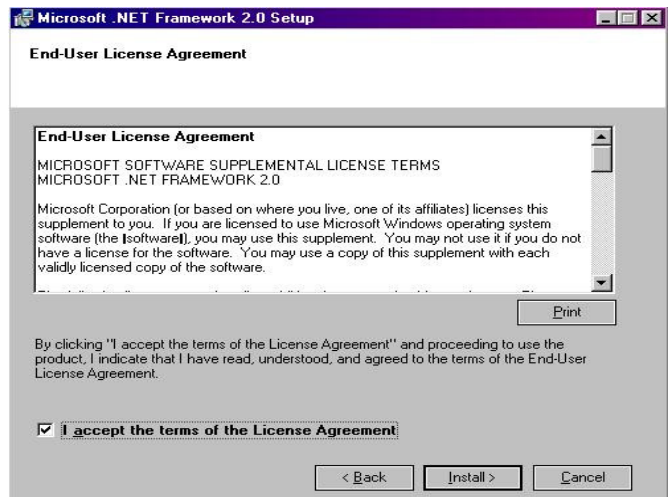 Microsoft .NET Framework 2.0 Setup
End-User License Agreement
End-User License Agreement
MICROSOFT SOFTWARE SUPPLEMENTAL LICENSE TERMS
MICROSOFT .NET FRAMEWORK 2.0
Microsoft Corporation (or based on where you live, one of its affiliates) licenses this
supplement to you. If you are licensed to use Microsoft Windows operating system
software (the ‖software‖), you may use this supplement. You may not use it if you do not
have a license for the software. You may use a copy of this supplement with each
validly licensed copy of the software.
Print
By clicking "I accept the terms of the License Agreement" and proceeding to use the
product, I indicate that I have read, understood, and agreed to the terms of the End-User
License Agreement.
I accept the terms of the License Agreement
< Back
Install >
Cancel